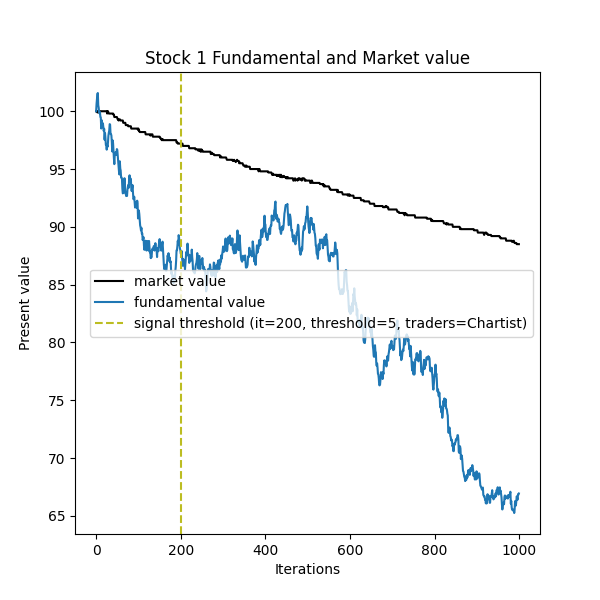 Stock 1 Fundamental and Market value
Present value
100
95
90
85
80
75
70
65
market value
fundamental value
signal threshold (it=200, threshold=5, traders=Chartist)
0
200
400
600
800
1000
Iterations